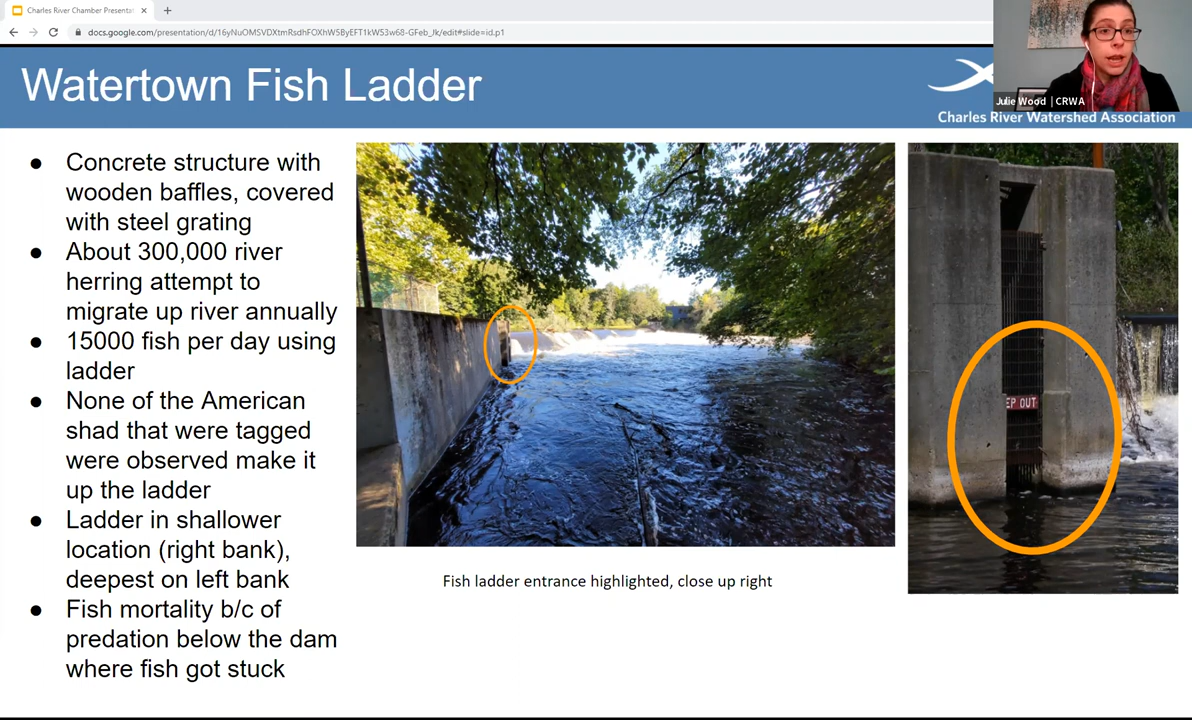 Charles River Chamber Presentat
docs.google.com/presentation/d/16yNuOMSVDXtmRsdhFOXhW5ByEFT1kW53w68-GFeb_fk/edit#slide=id.p1
Watertown Fish Ladder
Julie Wood | CRWA
Charles River Watershed Association
● Concrete structure with
wooden baffles, covered
with steel grating
● About 300,000 river
herring attempt to
migrate up river annually
● 15000 fish per day using
ladder
● None of the American
shad that were tagged
were observed make it
up the ladder
● Ladder in shallower
location (right bank),
deepest on left bank
● Fish mortality b/c of
predation below the dam
where fish got stuck
EP OUT
Fish ladder entrance highlighted, close up right